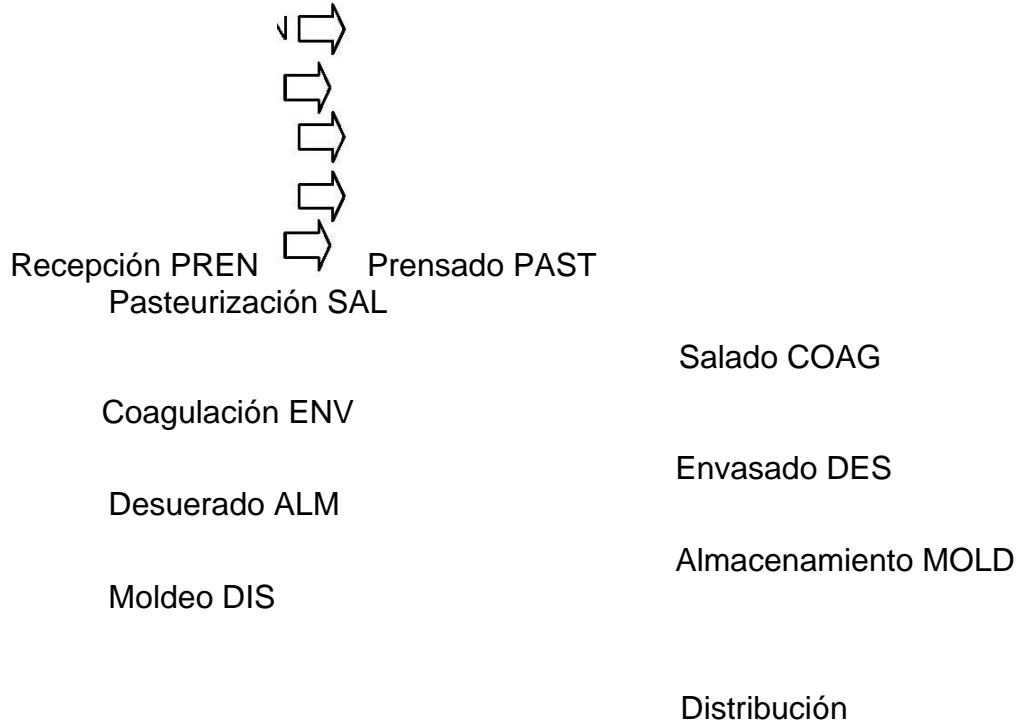 Recepción PREN Prensado PAST
Pasteurización SAL
Salado COAG
Coagulación ENV
Envasado DES
Desuerado ALM
Almacenamiento MOLD
Moldeo DIS
Distribución